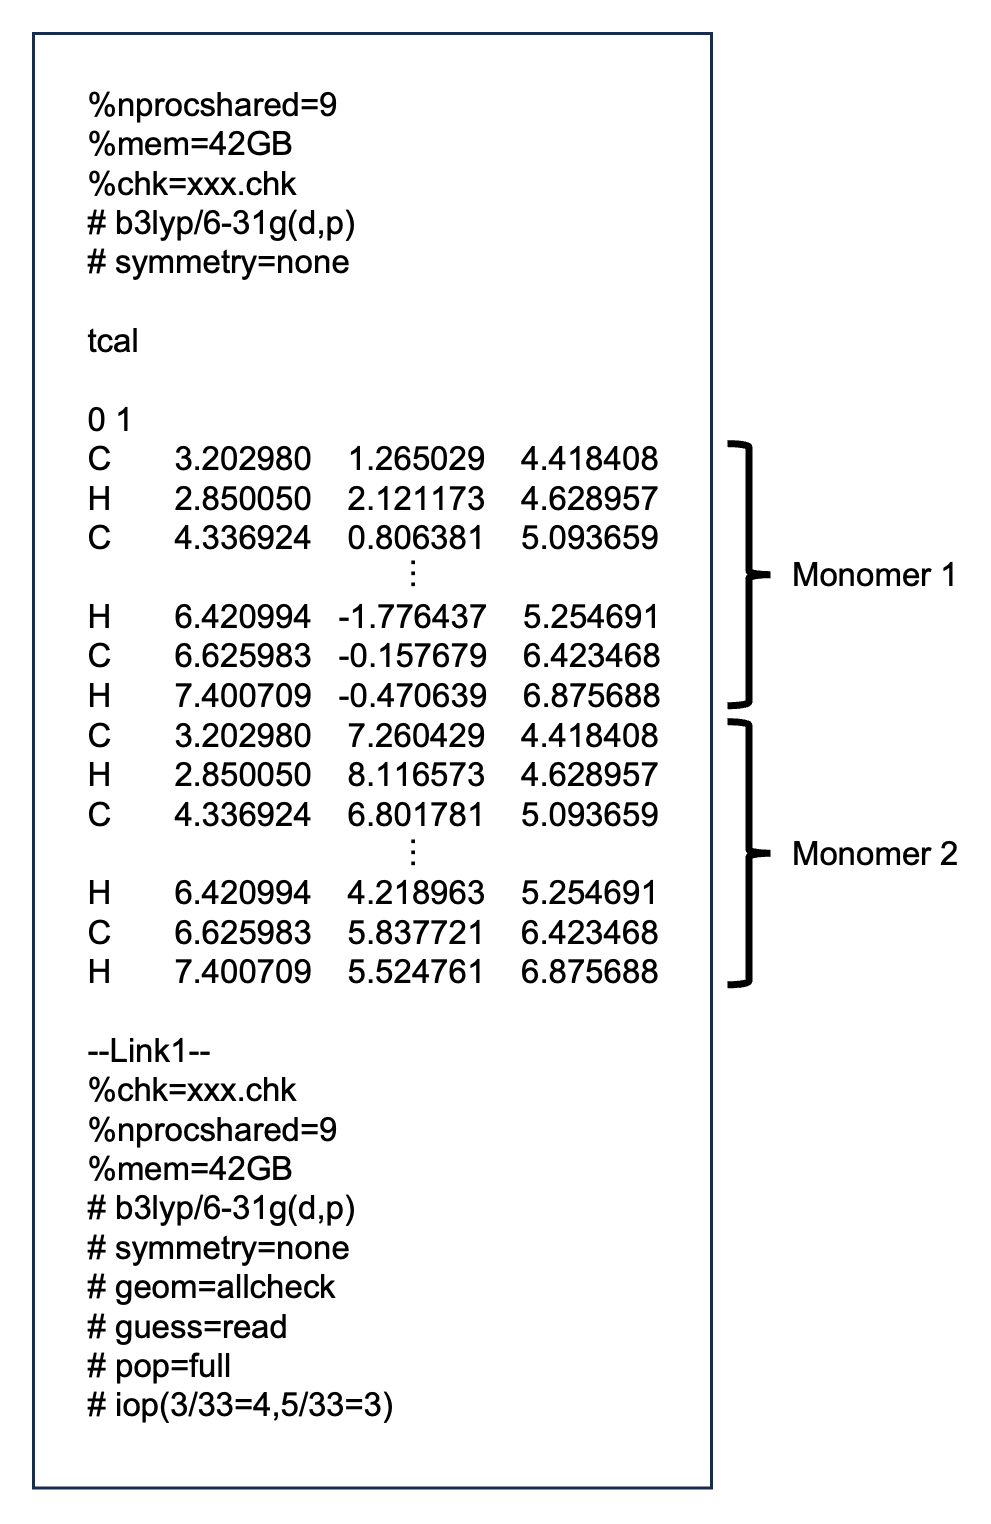 %nprocshared=9
%mem=42GB
%chk=xxx.chk
# b3lyp/6-31g(d,p)
# symmetry=none
tcal
0 1
C 3.202980 1.265029 4.418408
H 2.850050 2.121173 4.628957
C 4.336924 0.806381 5.093659
⋮
H 6.420994 -1.776437 5.254691
C 6.625983 -0.157679 6.423468
H 7.400709 -0.470639 6.875688
Monomer 1
C 3.202980 7.260429 4.418408
H 2.850050 8.116573 4.628957
C 4.336924 6.801781 5.093659
⋮
H 6.420994 4.218963 5.254691
C 6.625983 5.837721 6.423468
H 7.400709 5.524761 6.875688
Monomer 2
--Link1--
%chk=xxx.chk
%nprocshared=9
%mem=42GB
# b3lyp/6-31g(d,p)
# symmetry=none
# geom=allcheck
# guess=read
# pop=full
# iop(3/33=4,5/33=3)